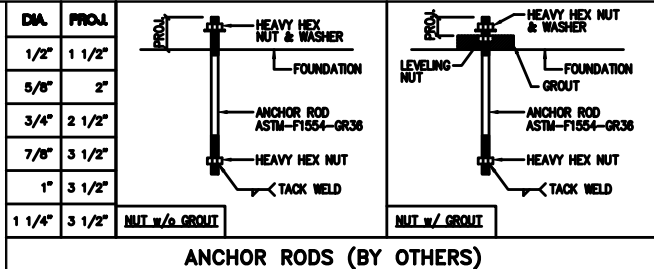 DIA. PROJ.
1/2" 1 1/2"
5/8" 2"
3/4" 2 1/2"
7/8" 3 1/2"
1" 3 1/2"
1 1/4" 3 1/2"
PROJ.
HEAVY HEX
NUT & WASHER
FOUNDATION
ANCHOR ROD
ASTM-F1554-GR36
HEAVY HEX NUT
TACK WELD
NUT w/o GROUT
PROJ.
HEAVY HEX NUT
& WASHER
LEVELING
NUT
FOUNDATION
GROUT
ANCHOR ROD
ASTM-F1554-GR36
HEAVY HEX NUT
TACK WELD
NUT w/ GROUT
ANCHOR RODS (BY OTHERS)